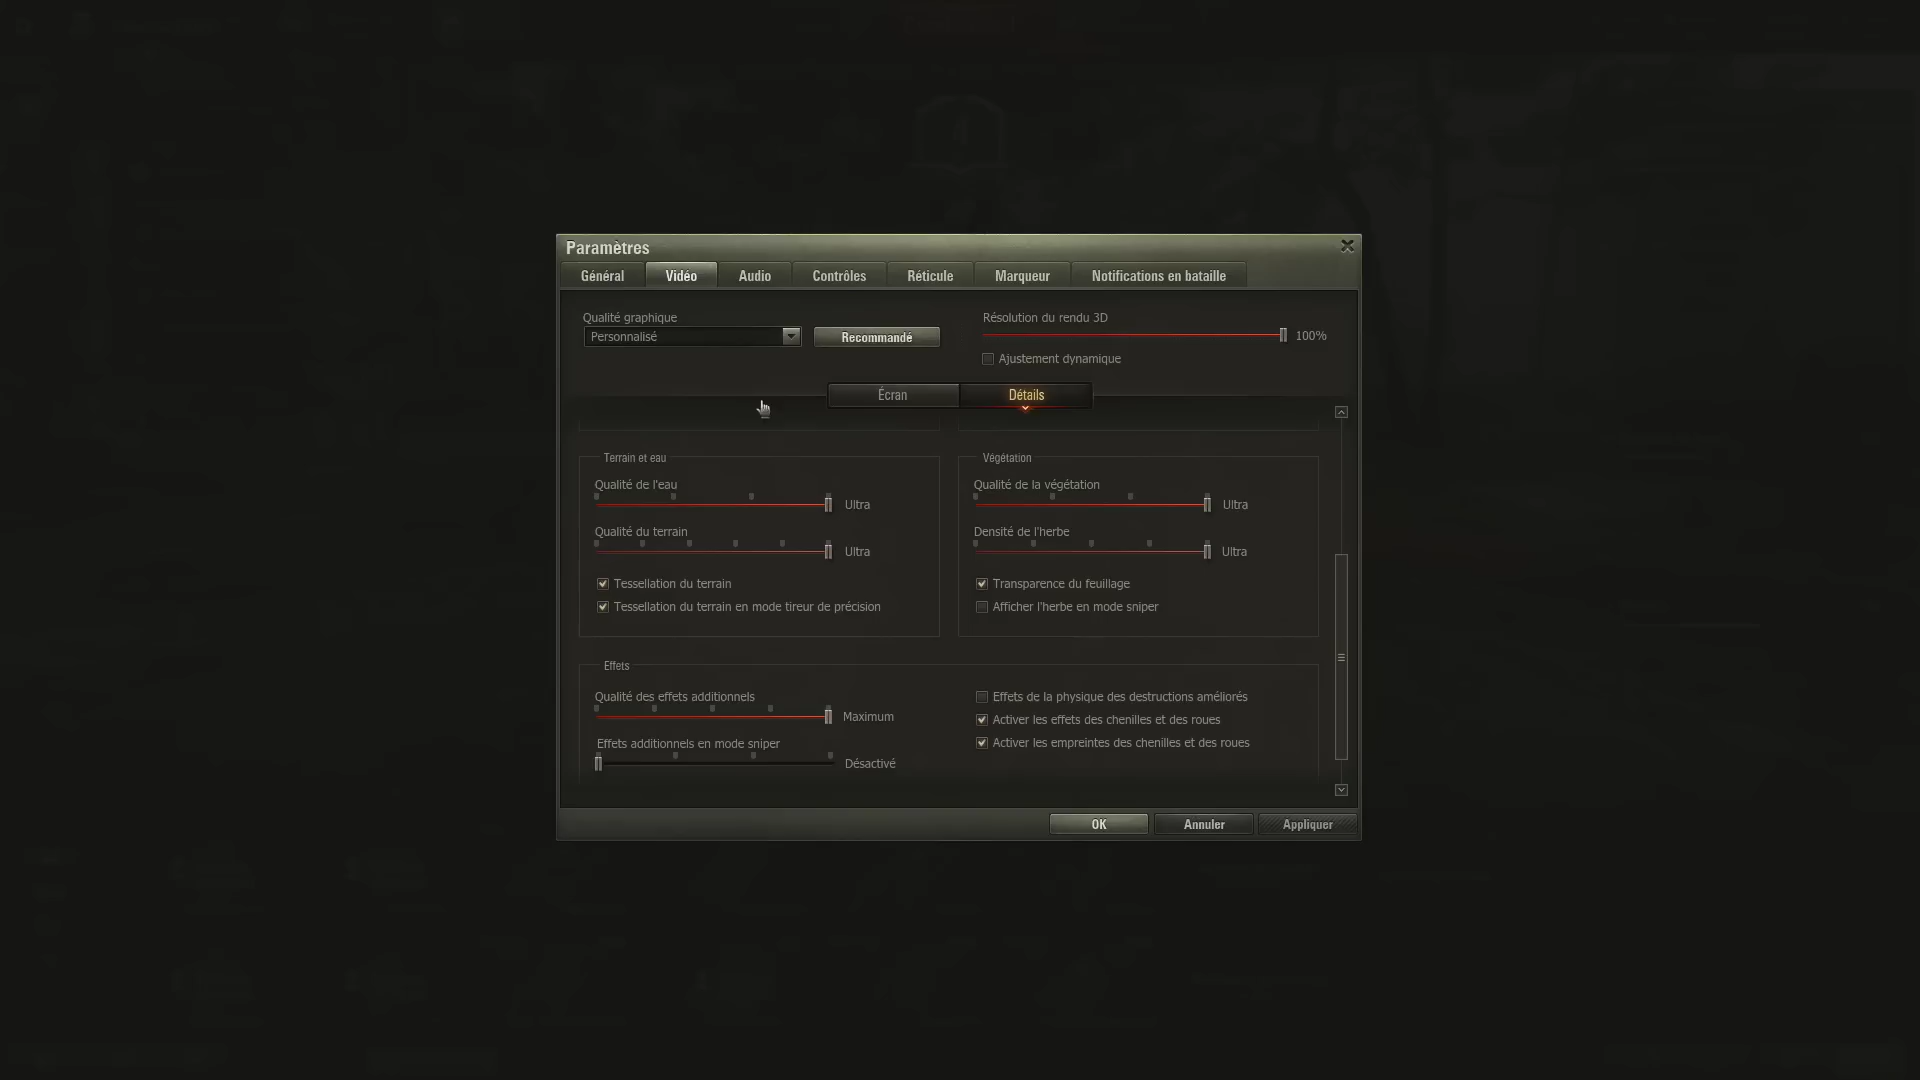 Paramètres
Général Vidéo Audio Contrôles Réticule Marqueur Notifications en bataille
Qualité graphique
Personnalisé
Recommandé
Résolution du rendu 3D
100%
Ajustement dynamique
Écran Détails
Terrain et eau
Qualité de l'eau
Ultra
Qualité du terrain
Ultra
Tessellation du terrain
Tessellation du terrain en mode tireur de précision
Végétation
Qualité de la végétation
Ultra
Densité de l'herbe
Ultra
Transparence du feuillage
Afficher l'herbe en mode sniper
Effets
Qualité des effets additionnels
Maximum
Effets additionnels en mode sniper
Désactivé
Effets de la physique des destructions améliorés
Activer les effets des chenilles et des roues
Activer les empreintes des chenilles et des roues
OK Annuler Appliquer